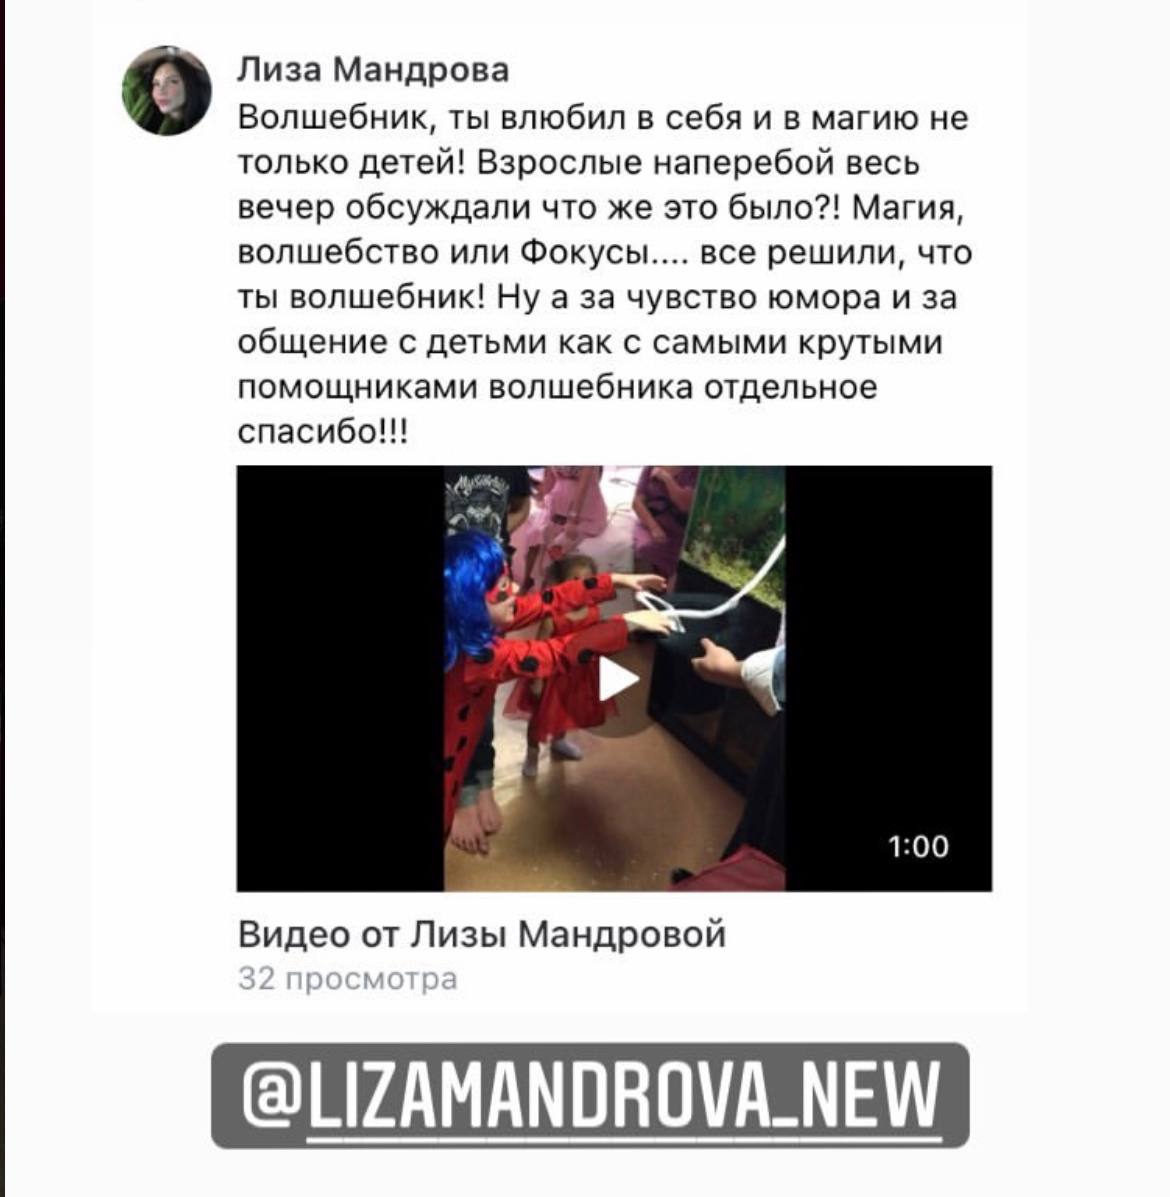 Лиза Мандрова
Волшебник, ты влюбил в себя и в магию не
только детей! Взрослые наперебой весь
вечер обсуждали что же это было?! Магия,
волшебство или Фокусы.... все решили, что
ты волшебник! Ну а за чувство юмора и за
общение с детьми как с самыми крутыми
помощниками волшебника отдельное
спасибо!!!
1:00
Видео от Лизы Мандровой
32 просмотра
@LIZAMANDROVA_NEW